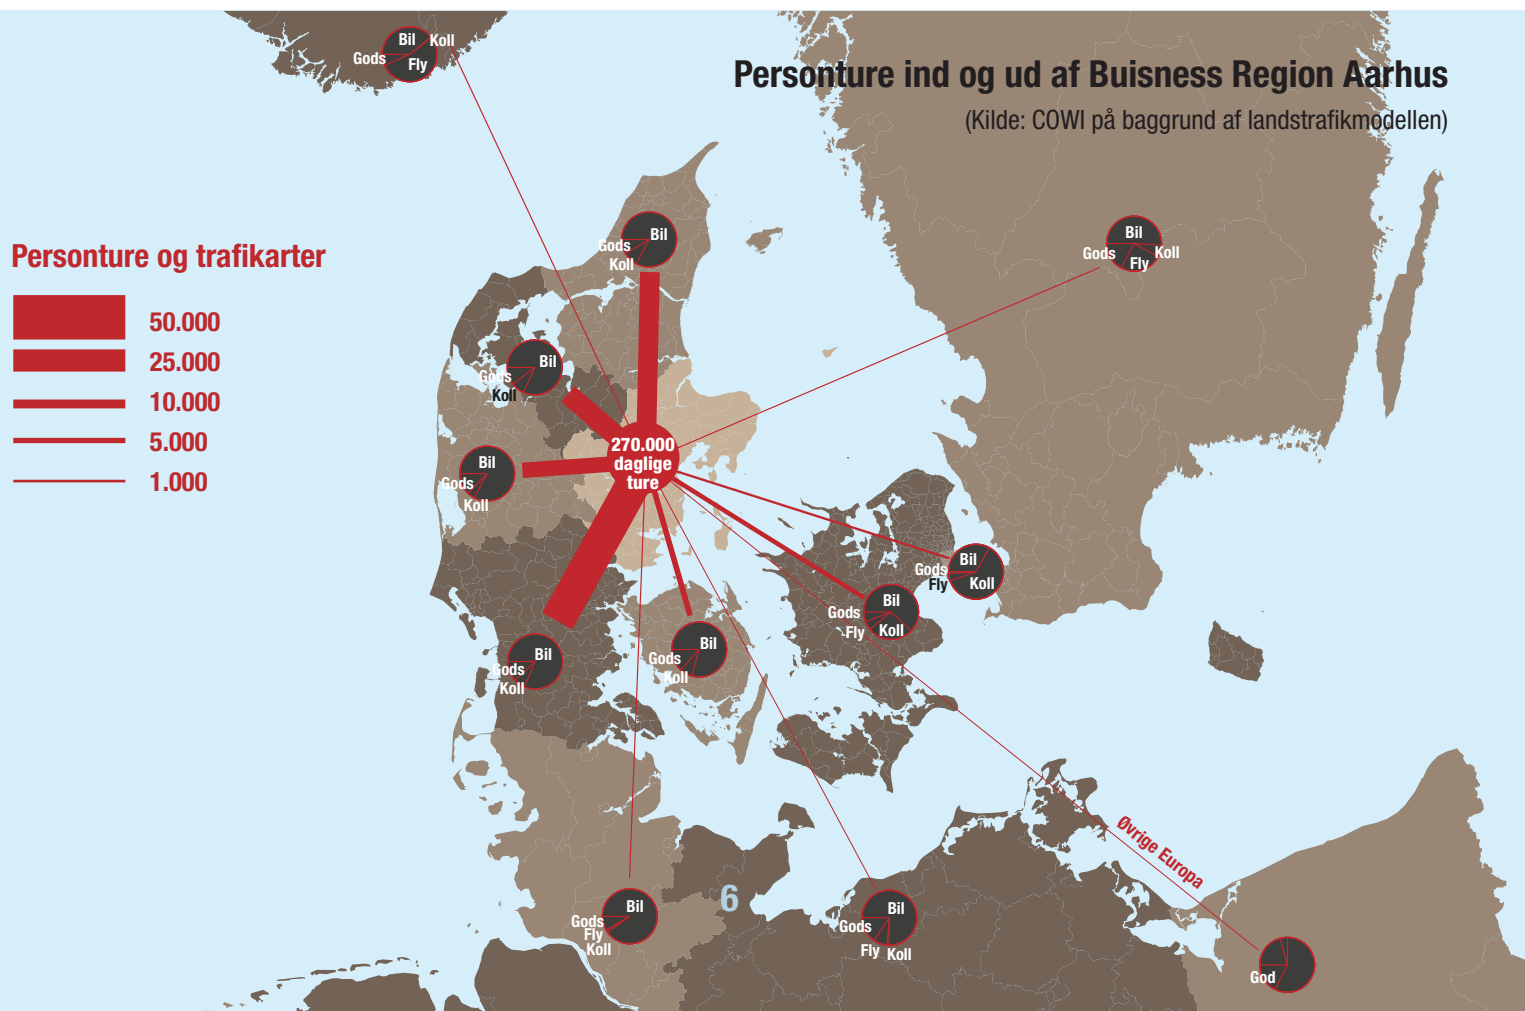 Bil
Koll
Gods
Fly
Personture ind og ud af Buisness Region Aarhus
(Kilde: COWI på baggrund af landstrafikmodellen)
Personture og trafikarter
50.000
25.000
10.000
5.000
1.000
Bil
Gods
Koll
Bil
Koll
Gods
Fly
Bil
Gods
Koll
270.000
daglige
ture
Bil
Gods
Koll
Bil
Gods
Fly
Koll
Bil
Gods
Fly
Koll
Bil
Gods
Koll
Bil
Gods
Koll
Øvrige Europa
6
Bil
Gods
Fly
Koll
Bil
Gods
Fly
Koll
God